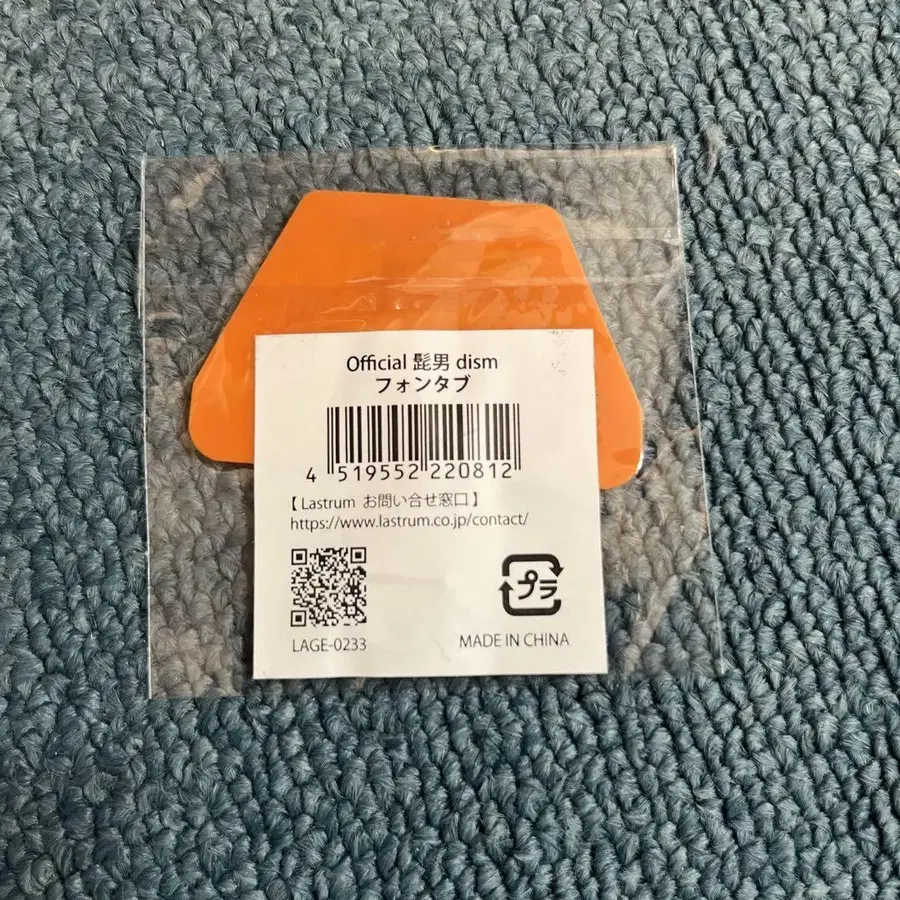 Official 髭男 dism
フォンタブ
4 519552 220812
【 Lastrum お問い合せ窓口 】
https://www.lastrum.co.jp/contact/
プラ
LAGE-0233
MADE IN CHINA